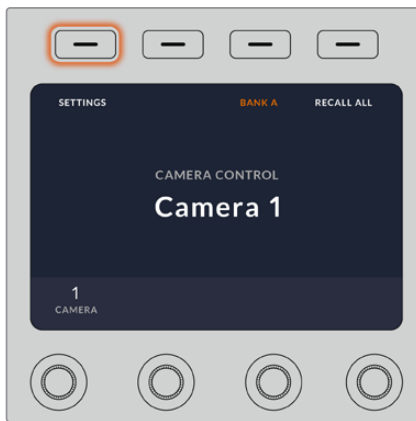 SETTINGS BANK A RECALL ALL
CAMERA CONTROL
Camera 1
1
CAMERA